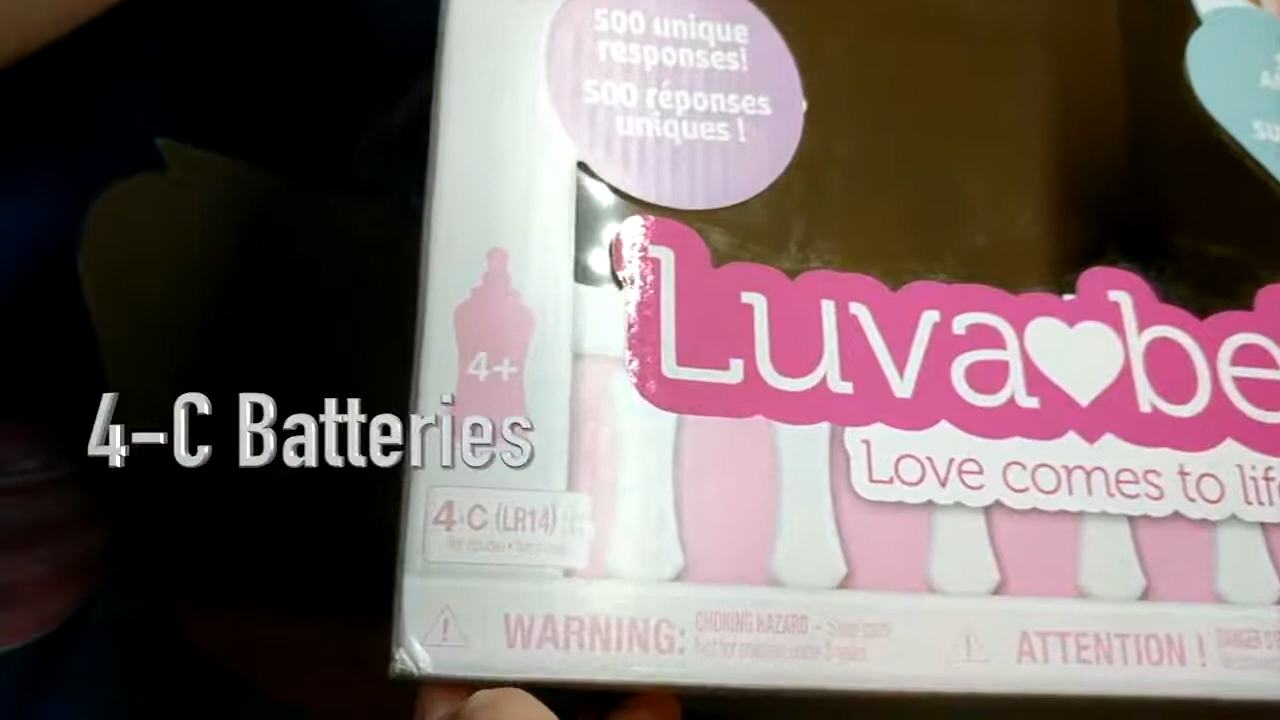 500 unique
responses!
500 réponses
uniques !
4+
Luva be
Love comes to lif
4-C Batteries
4 C (LR14)
WARNING: CHOKING HAZARD –
ATTENTION !